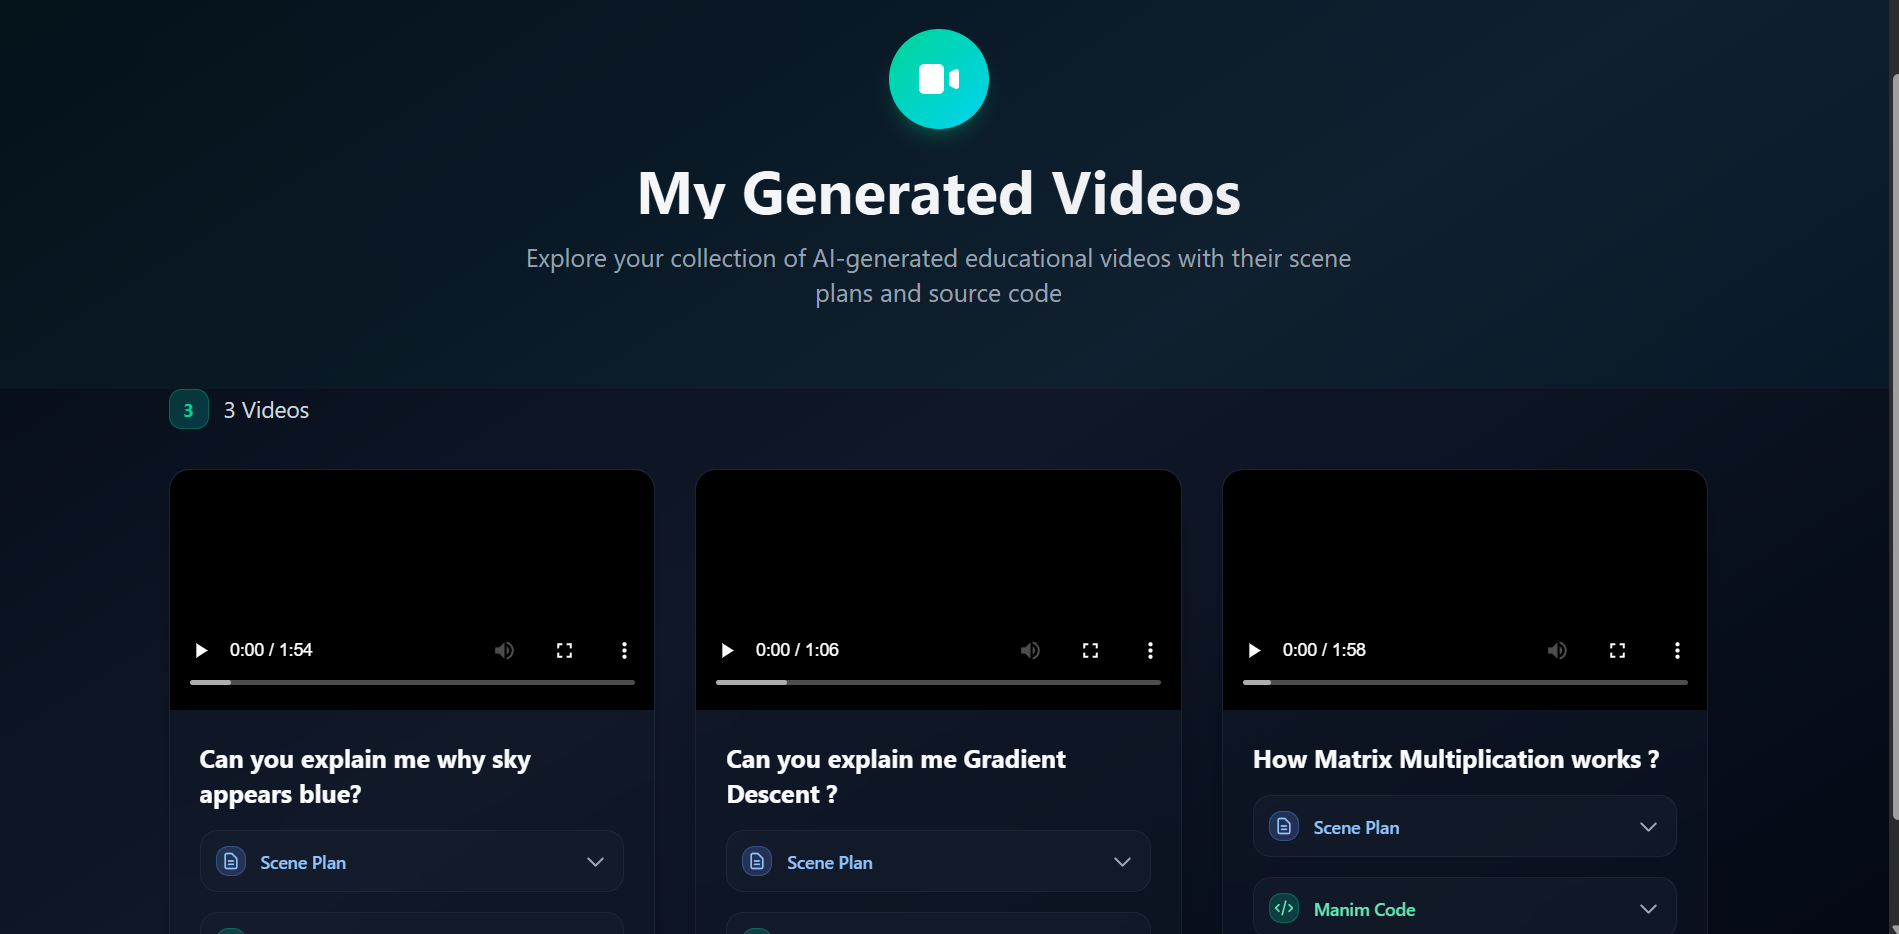 My Generated Videos
Explore your collection of AI-generated educational videos with their scene
plans and source code
3
3 Videos
0:00 / 1:54
0:00 / 1:06
0:00 / 1:58
Can you explain me why sky
appears blue?
Scene Plan
Can you explain me Gradient
Descent ?
Scene Plan
How Matrix Multiplication works ?
Scene Plan
Manim Code